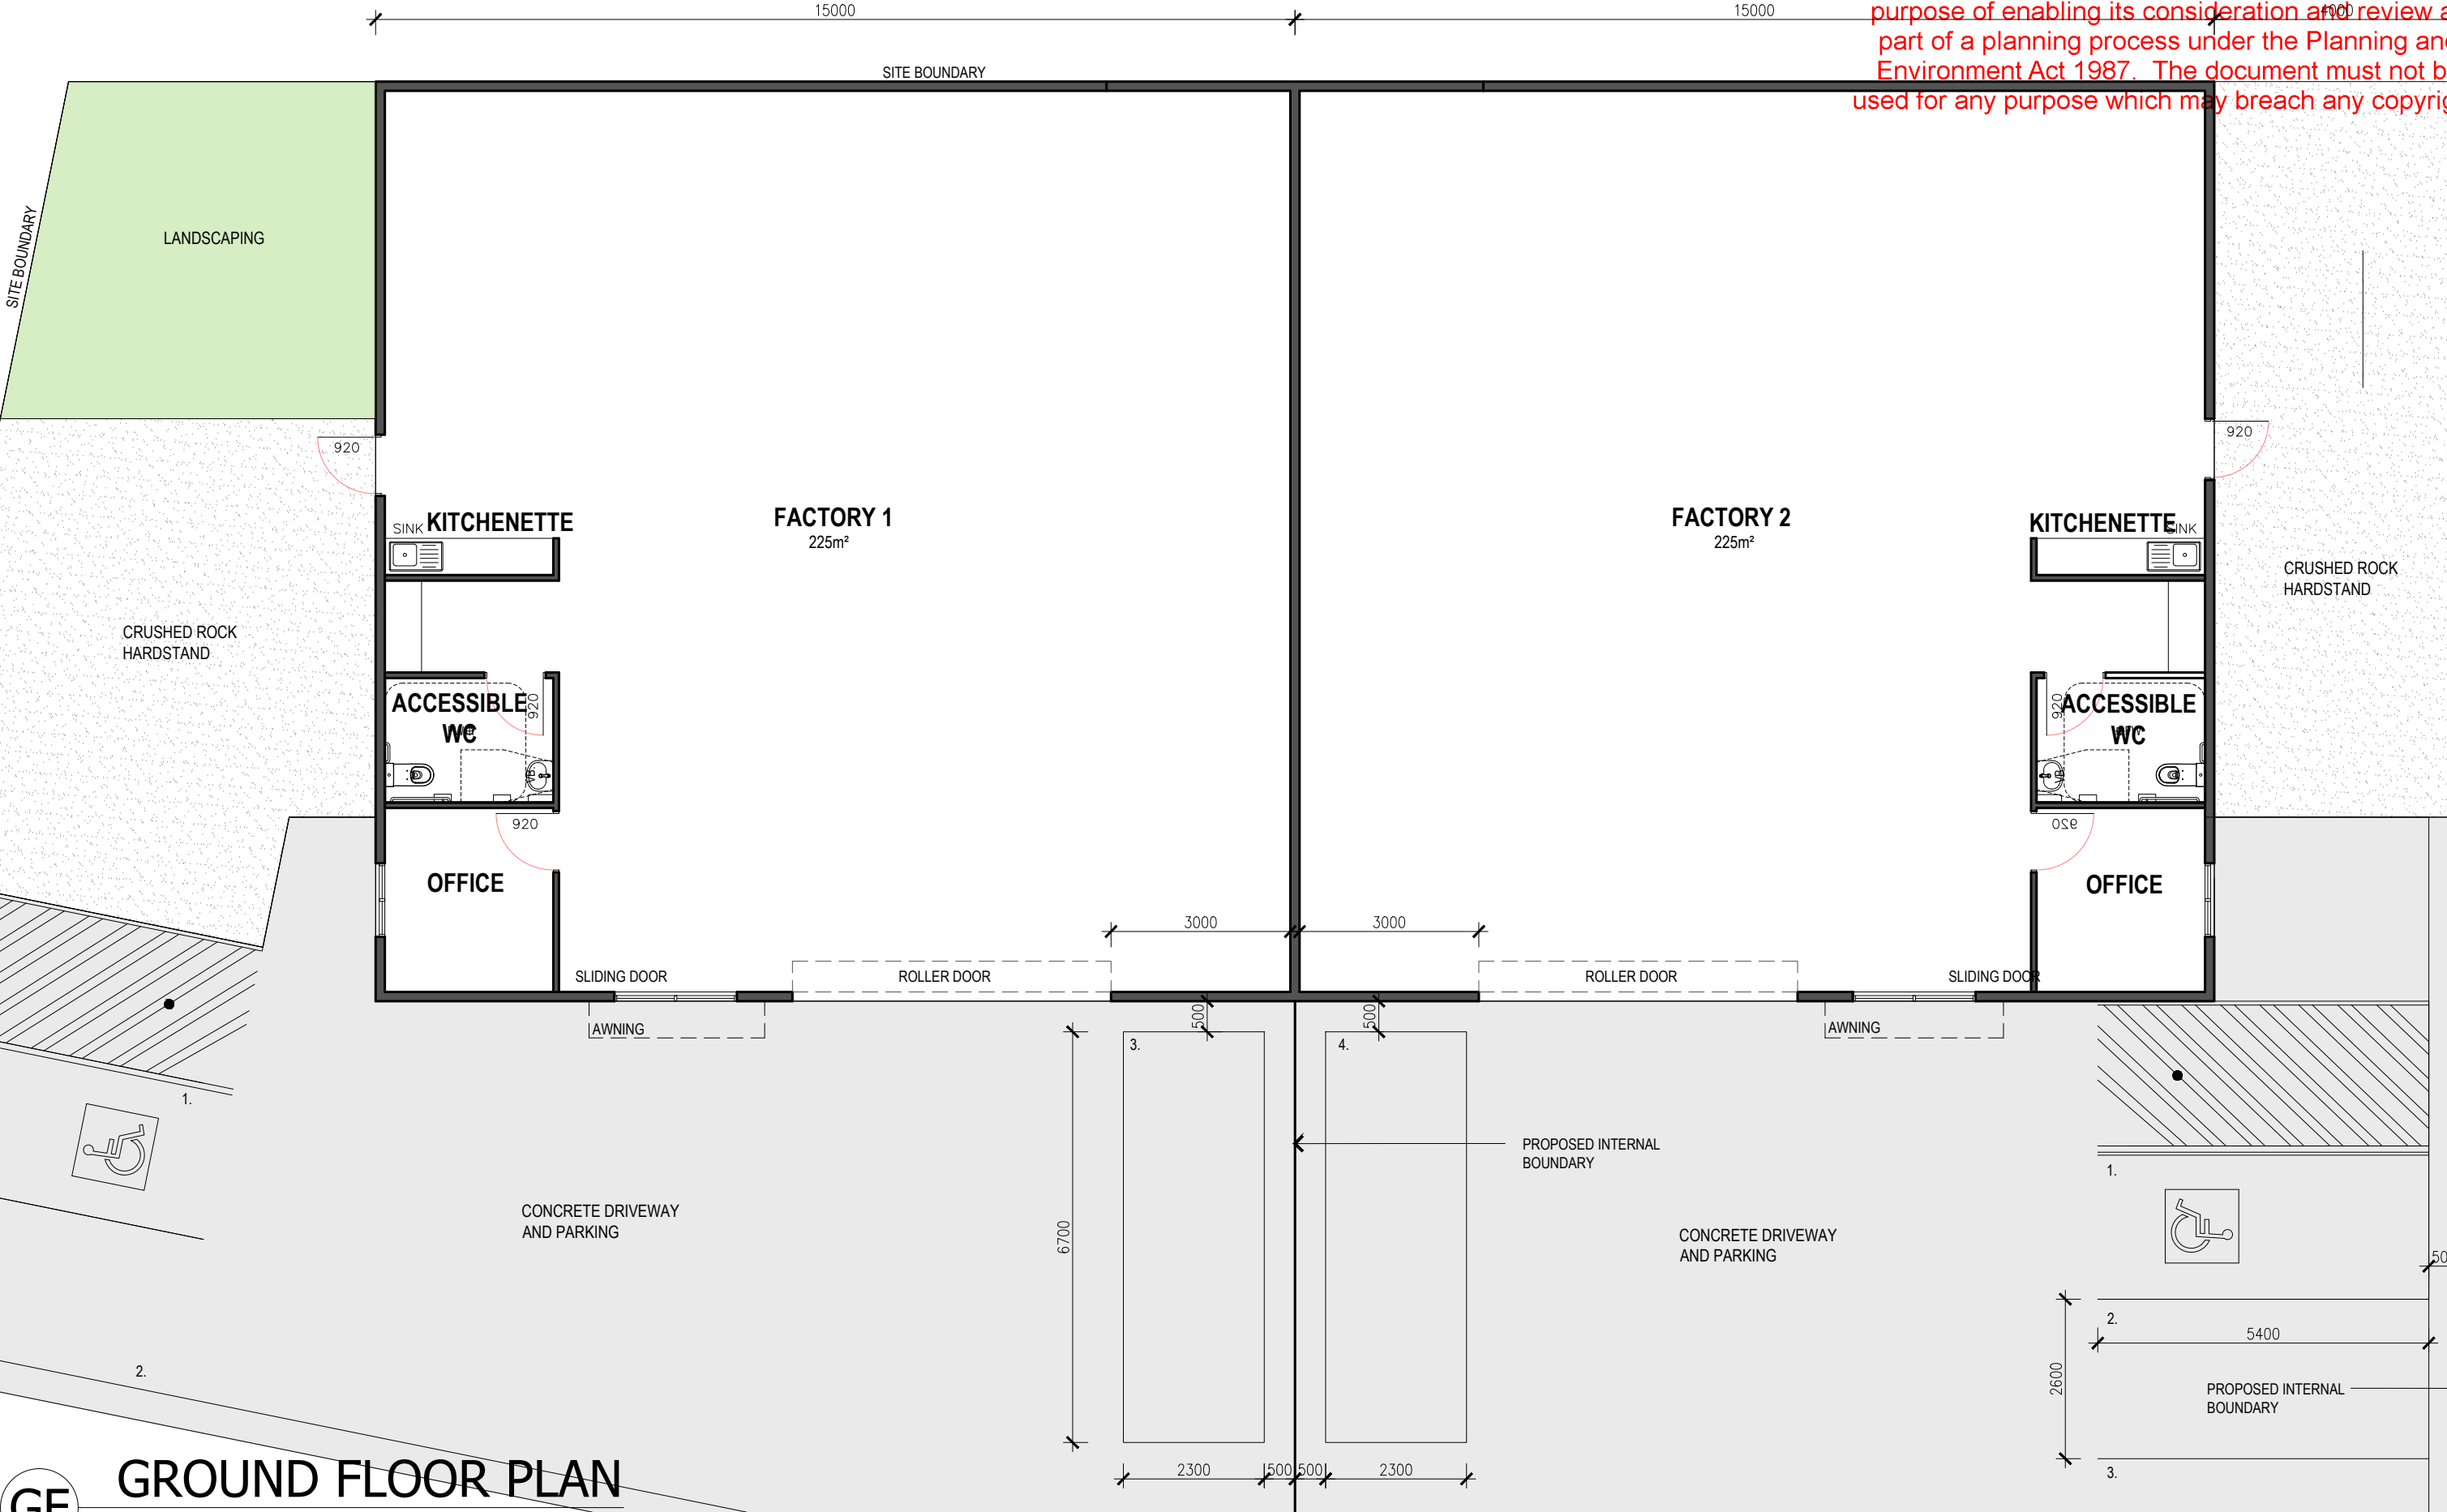 15000
15000
4000
purpose of enabling its consideration and review a
part of a planning process under the Planning an
Environment Act 1987. The document must not b
used for any purpose which may breach any copyrig
SITE BOUNDARY
SITE BOUNDARY
LANDSCAPING
920
920
SINK
KITCHENETTE
FACTORY 1
225m²
FACTORY 2
225m²
KITCHENETTE
SINK
CRUSHED ROCK
HARDSTAND
CRUSHED ROCK
HARDSTAND
ACCESSIBLE
WC
920
VB.
920
ACCESSIBLE
WC
VB.
920
920
OFFICE
OFFICE
3000
3000
SLIDING DOOR
ROLLER DOOR
ROLLER DOOR
SLIDING DOOR
AWNING
500
500
AWNING
3.
4.
1.
PROPOSED INTERNAL
BOUNDARY
1.
CONCRETE DRIVEWAY
AND PARKING
6700
CONCRETE DRIVEWAY
AND PARKING
50
2.
5400
2600
2.
PROPOSED INTERNAL
BOUNDARY
2300
500
500
2300
3.
GF
GROUND FLOOR PLAN